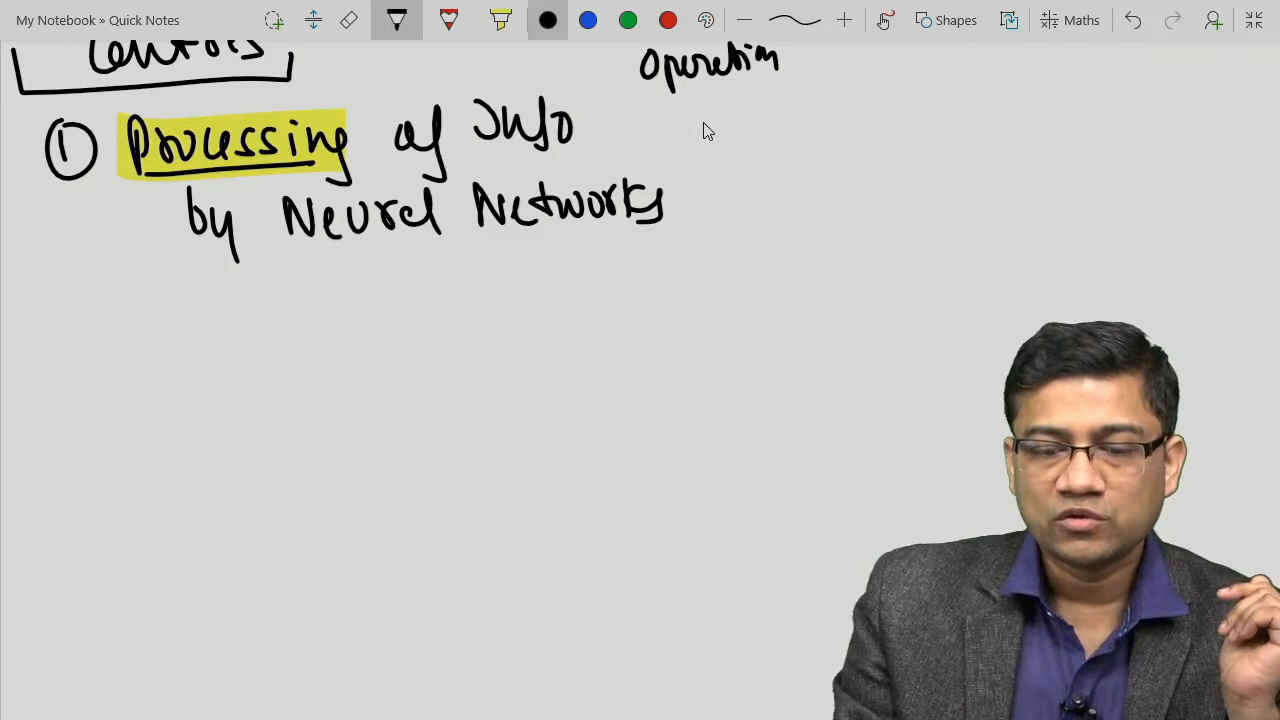 My Notebook » Quick Notes
Shapes
Maths
Operation
① Processing of Info
by Neural Networks